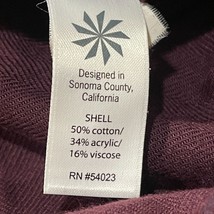 Designed in
Sonoma County,
California
SHELL
50% cotton/
34% acrylic/
16% viscose
RN #54023